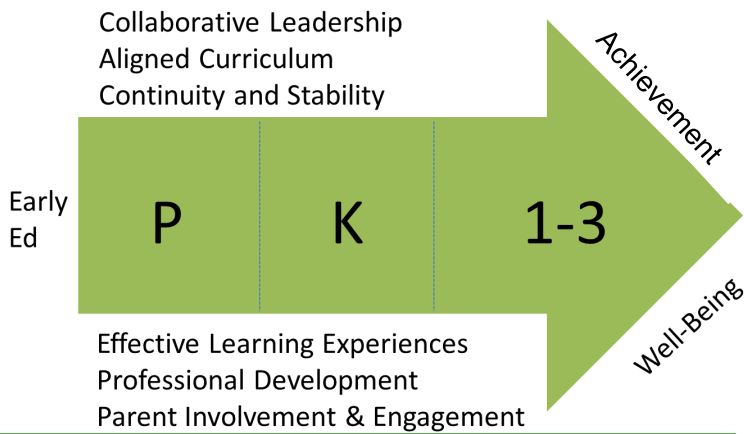 Collaborative Leadership
Aligned Curriculum
Continuity and Stability
Achievement
Early
Ed
P
K
1-3
Well-Being
Effective Learning Experiences
Professional Development
Parent Involvement & Engagement